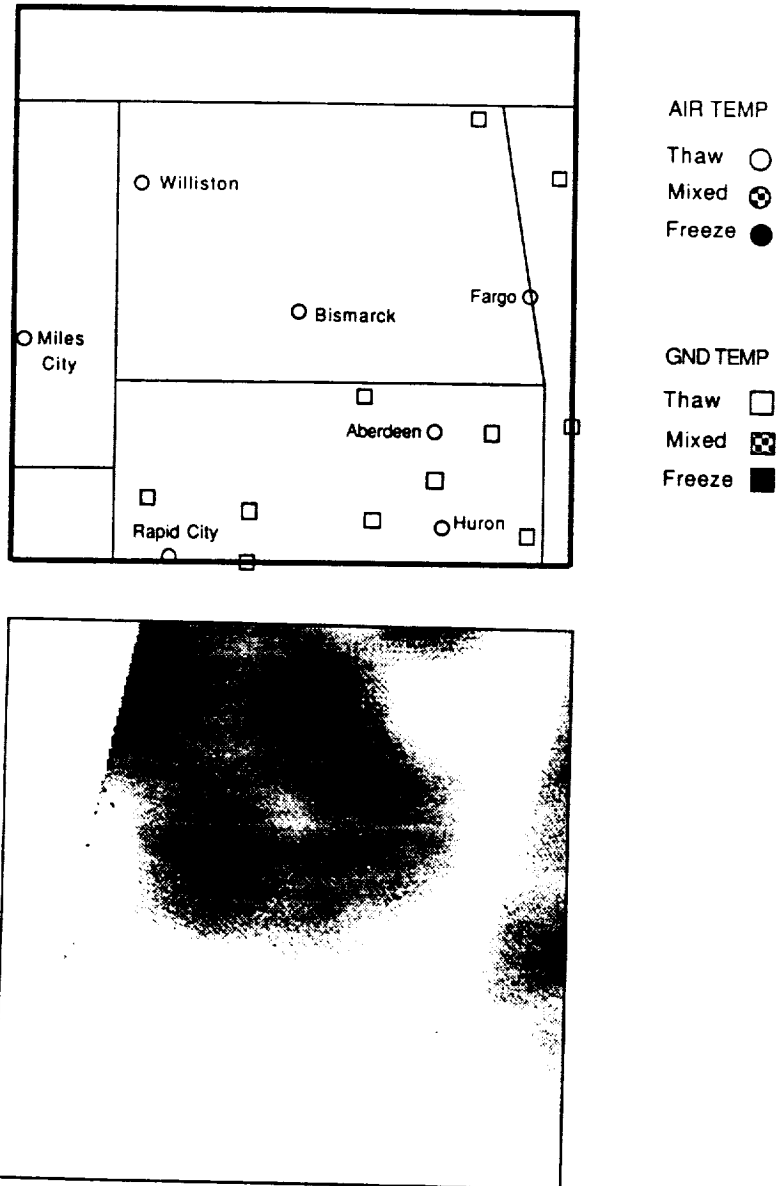 AIR TEMP
Thaw
Mixed
Freeze
Williston
Fargo
Bismarck
Miles
City
GND TEMP
Thaw
Mixed
Freeze
Aberdeen
Huron
Rapid City